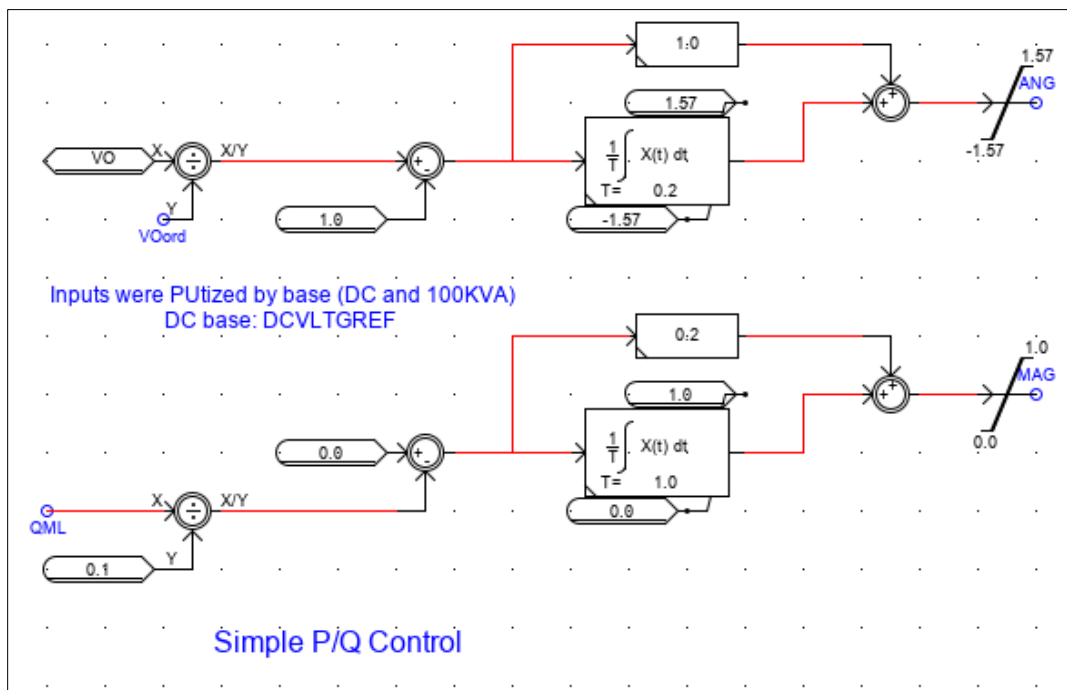 1.0
1.57
1.57
ANG
-1.57
VO
X
X/Y
+
-
1
T
X(t) dt
T= 0.2
+
+
Y
VOord
1.0
-1.57
Inputs were PUtized by base (DC and 100KVA)
DC base: DCVLTGREF
0.2
1.0
1.0
MAG
0.0
0.0
+
-
1
T
X(t) dt
T= 1.0
+
+
QML
X
X/Y
0.0
0.1
Y
Simple P/Q Control